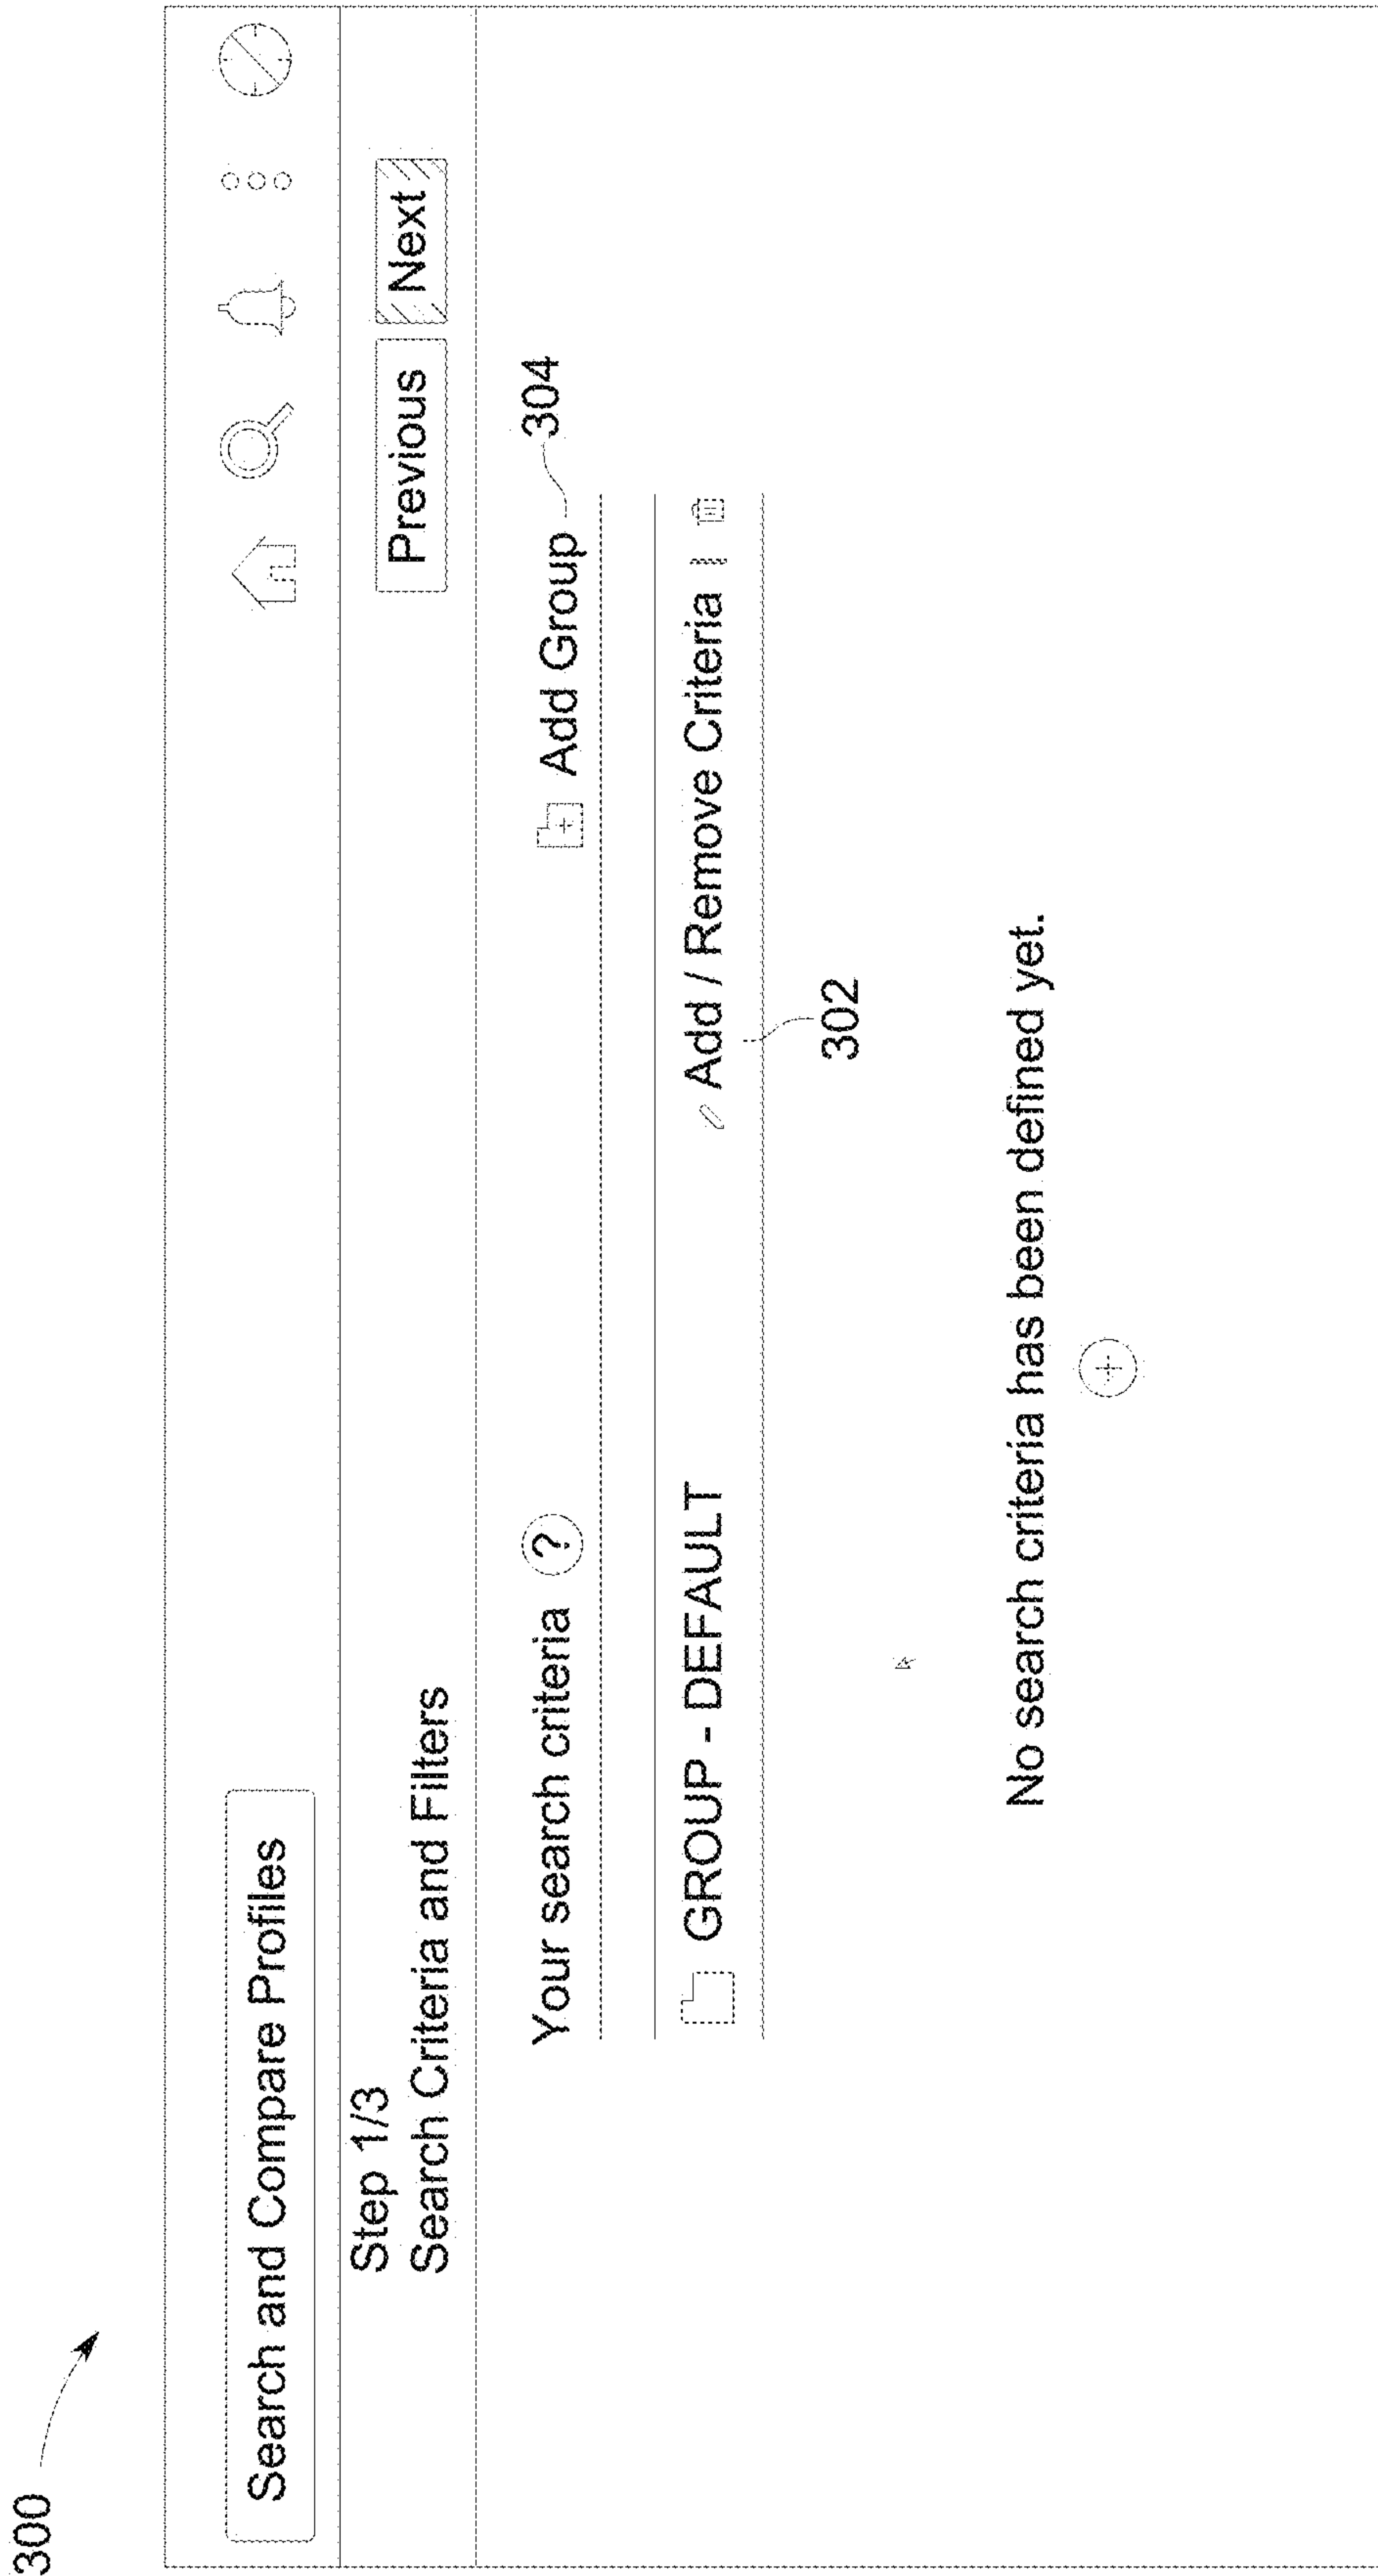 300
Search and Compare Profiles
Step 1/3
Search Criteria and Filters
Previous
Next
Your search criteria ?
Add Group
304
GROUP - DEFAULT
Add / Remove Criteria
302
No search criteria has been defined yet.